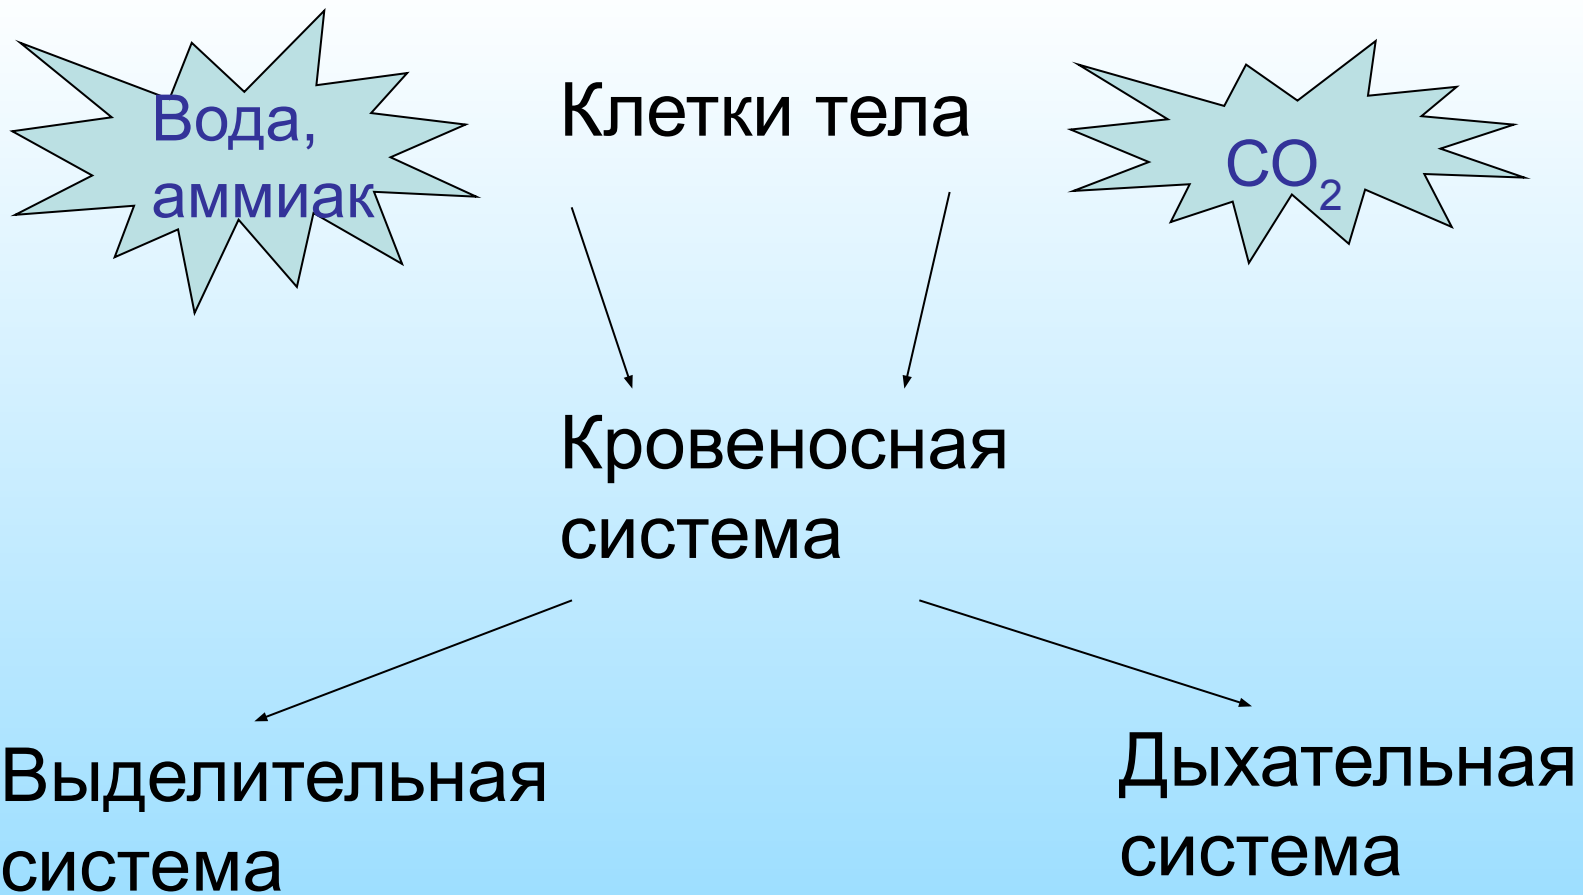 Вода,
аммиак
Клетки тела
CO2
Кровеносная
система
Выделительная
система
Дыхательная
система